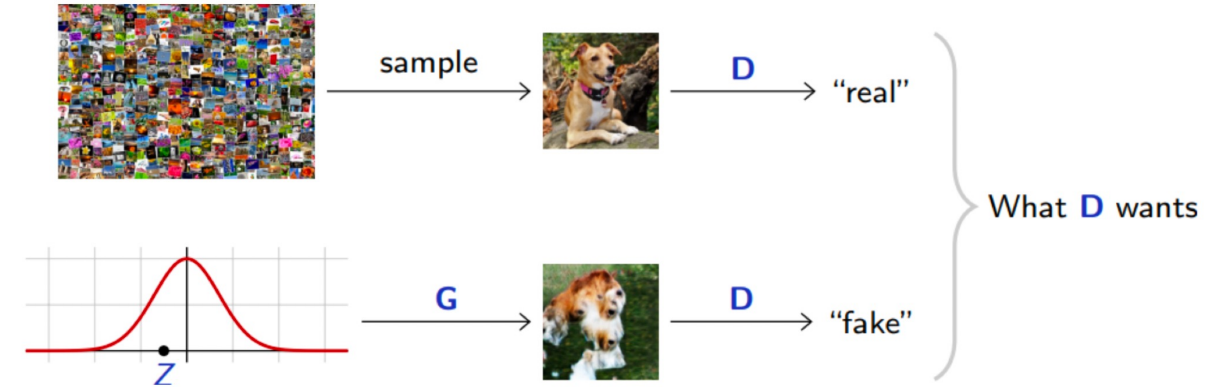 sample
D
“real”
What D wants
Z
G
D
“fake”